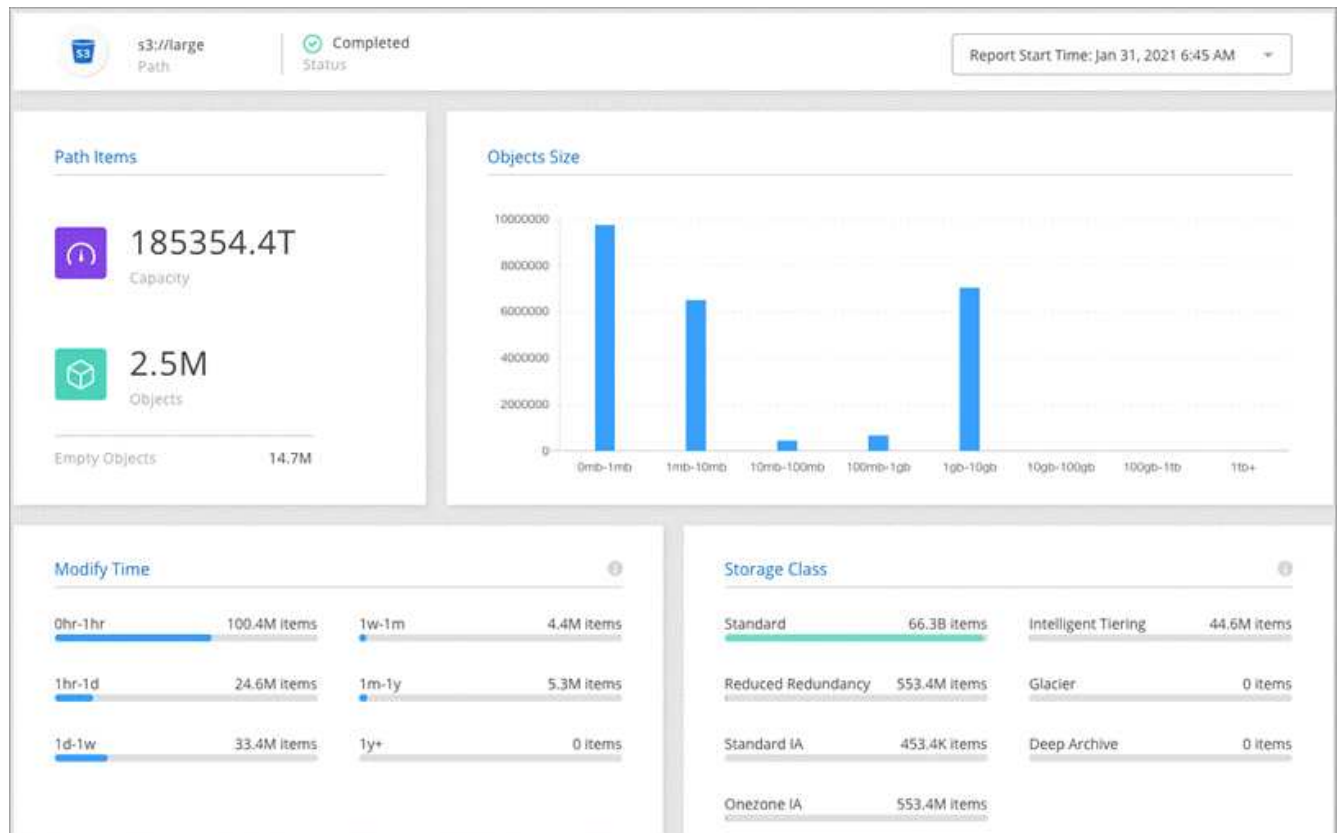 S3
s3://large
Path
Completed
Status
Report Start Time: Jan 31, 2021 6:45 AM
Path Items
185354.4T
Capacity
2.5M
Objects
Empty Objects 14.7M
Objects Size
10000000
8000000
6000000
4000000
2000000
0
0mb-1mb 1mb-10mb 10mb-100mb 100mb-1gb 1gb-10gb 10gb-100gb 100gb-1tb 1tb+
Modify Time
0hr-1hr 100.4M items 1w-1m 4.4M items
1hr-1d 24.6M items 1m-1y 5.3M items
1d-1w 33.4M items 1y+ 0 items
Storage Class
Standard 66.3B items Intelligent Tiering 44.6M items
Reduced Redundancy 553.4M items Glacier 0 items
Standard IA 453.4K items Deep Archive 0 items
Onezone IA 553.4M items